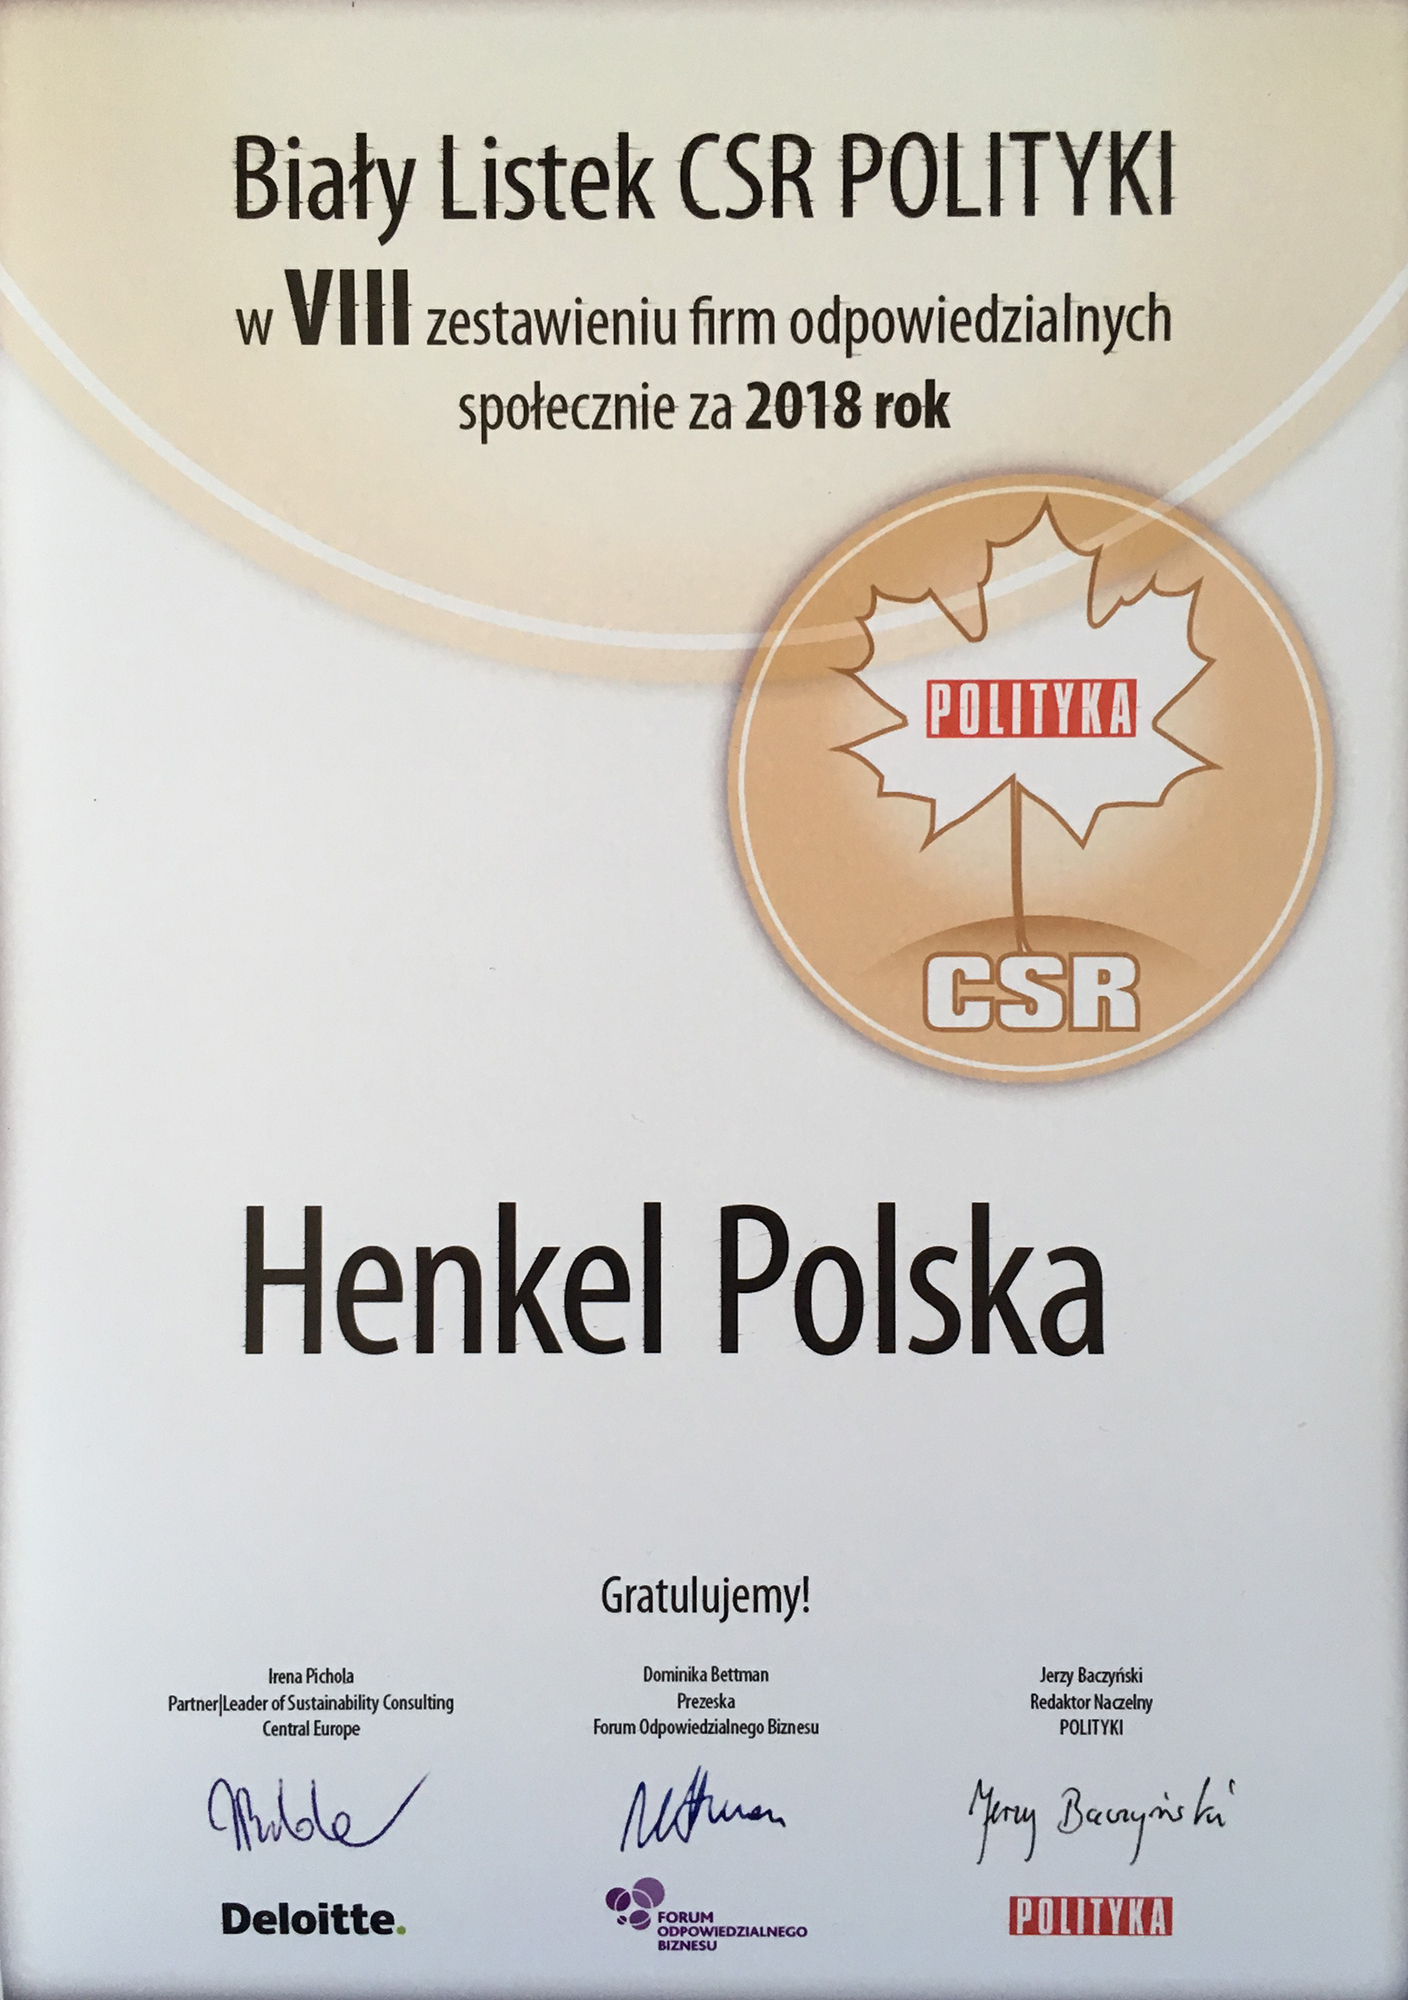 Biały Listek CSR POLITYKI
w VIII zestawieniu firm odpowiedzialnych
społecznie za 2018 rok
POLITYKA
CSR
Henkel Polska
Gratulujemy!
Irena Pichola
Partner|Leader of Sustainability Consulting
Central Europe
Dominika Bettman
Prezeska
Forum Odpowiedzialnego Biznesu
Jerzy Baczyński
Redaktor Naczelny
POLITYKI
Jerzy Baczyński
Deloitte.
FORUM
ODPOWIEDZIALNEGO
BIZNESU
POLITYKA